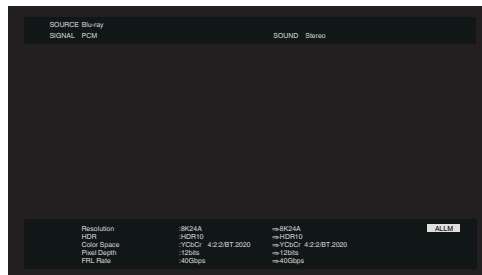 SOURCE Blu-ray
SIGNAL PCM SOUND Stereo
Resolution :8K24A ⇒8K24A ALLM
HDR :HDR10 ⇒HDR10
Color Space :YCbCr 4:2:2/BT.2020 ⇒YCbCr 4:2:2/BT.2020
Pixel Depth :12bits ⇒12bits
FRL Rate :40Gbps ⇒40Gbps